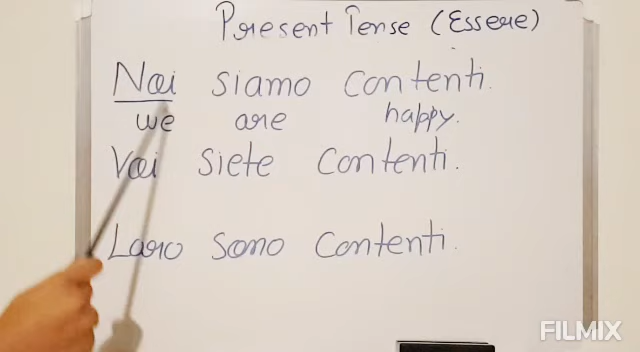 Present Tense (Essere)
Noi siamo contenti.
we are happy.
Voi siete contenti.
Loro sono contenti.
FILMIX